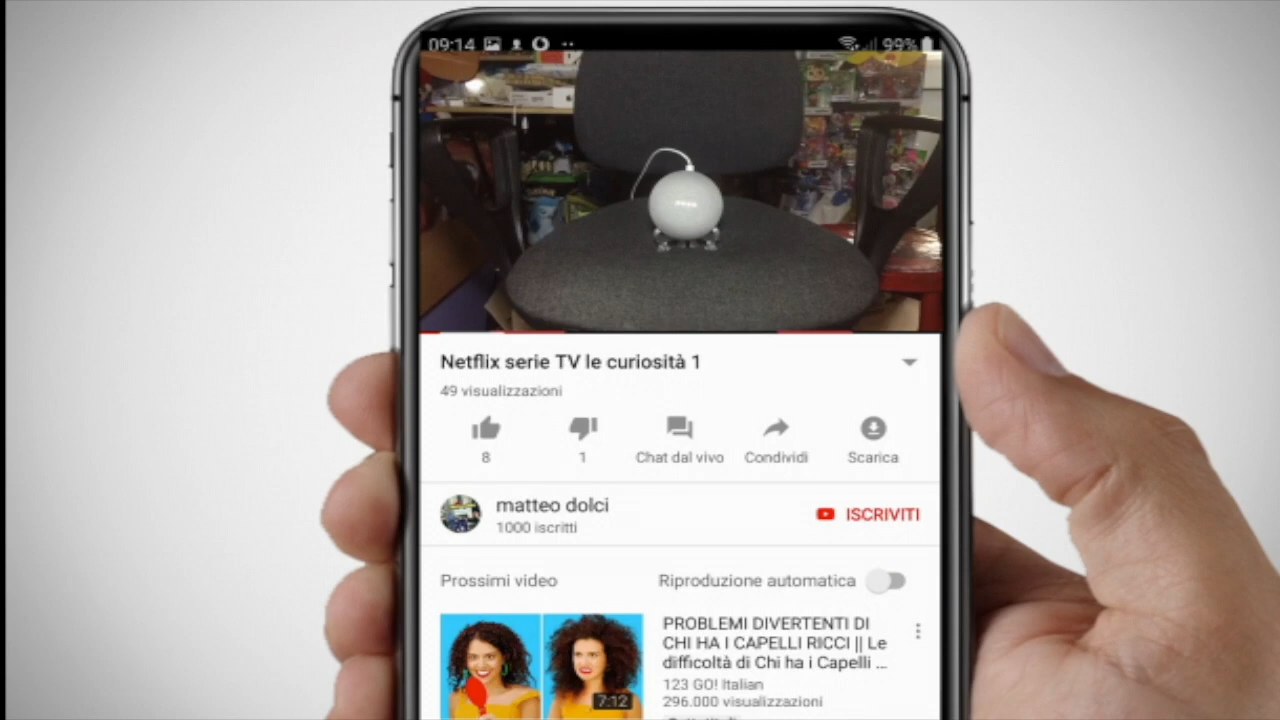 09:14 99%
Netflix serie TV le curiosità 1
49 visualizzazioni
8 1 Chat dal vivo Condividi Scarica
matteo dolci
1000 iscritti
ISCRIVITI
Prossimi video Riproduzione automatica
PROBLEMI DIVERTENTI DI
CHI HA I CAPELLI RICCI || Le
difficoltà di Chi ha i Capelli ...
123 GO! Italian
296.000 visualizzazioni
7:12